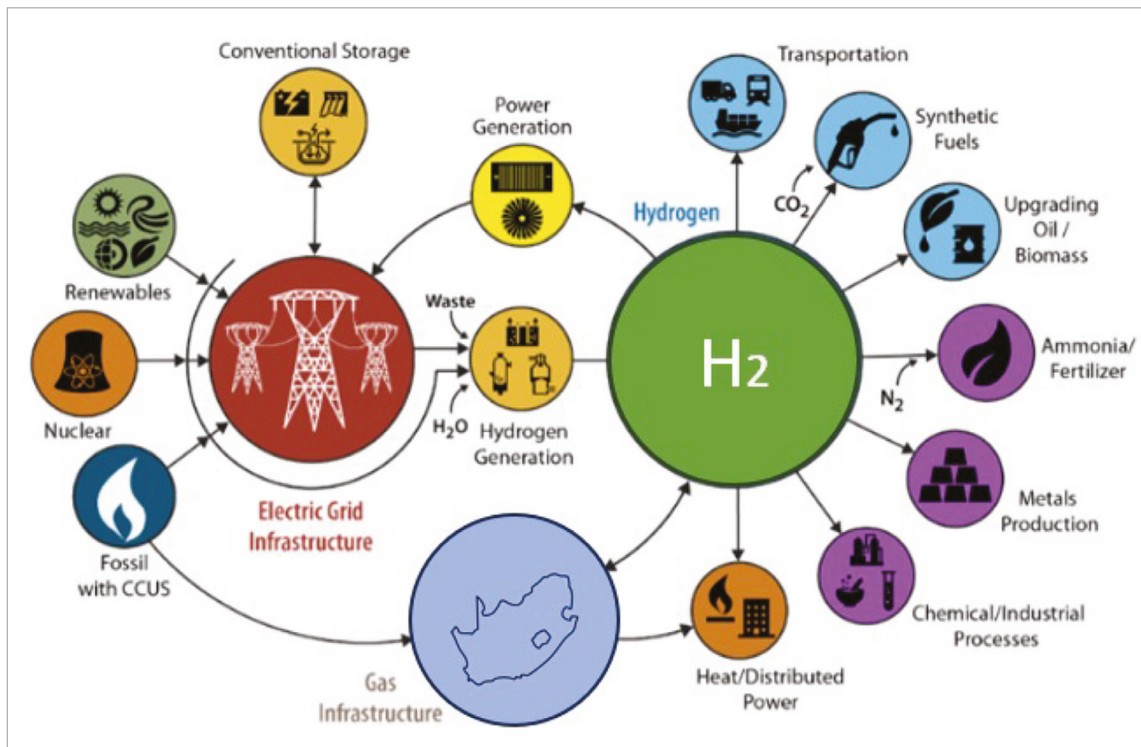 Conventional Storage
Transportation
Power
Generation
Synthetic
Fuels
CO2
Hydrogen
Upgrading
Oil /
Biomass
Renewables
Waste
H2
Ammonia/
Fertilizer
N2
Nuclear
H2O
Hydrogen
Generation
Metals
Production
Electric Grid
Infrastructure
Fossil
with CCUS
Chemical/Industrial
Processes
Heat/Distributed
Power
Gas
Infrastructure